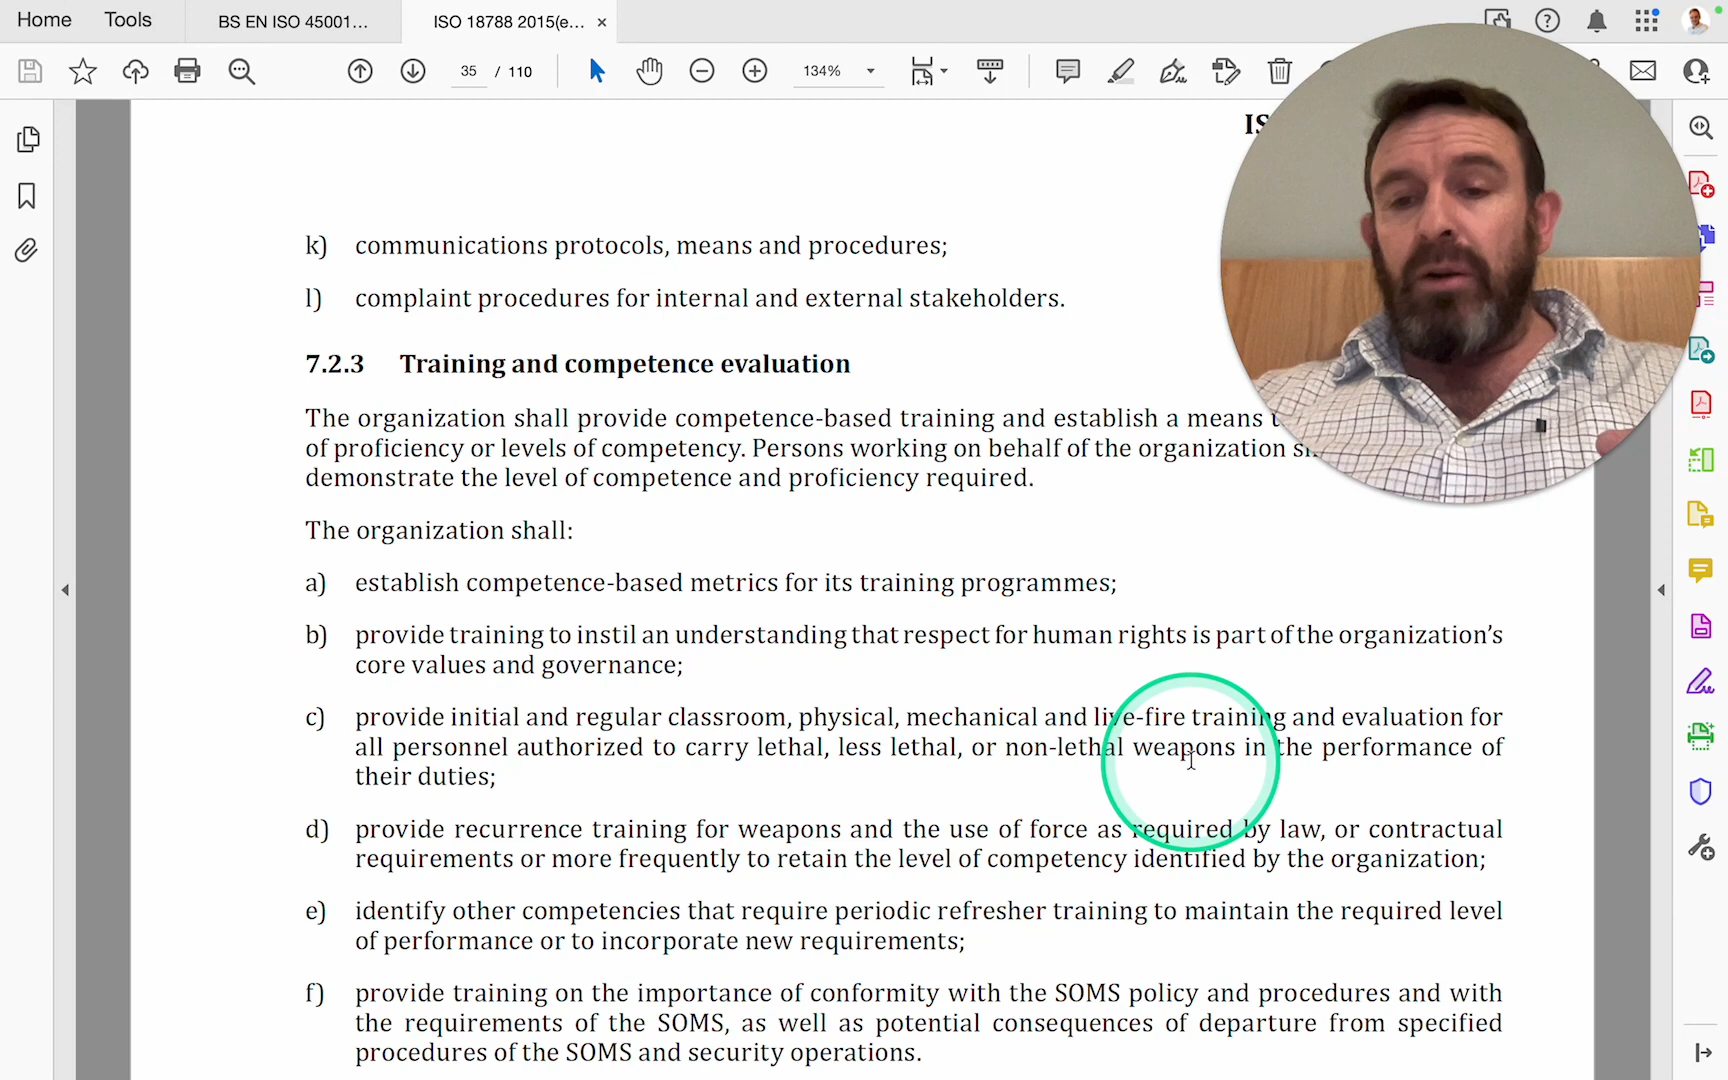 Home Tools BS EN ISO 45001... ISO 18788 2015(e... ×
35 / 110 134%
IS
k) communications protocols, means and procedures;
l) complaint procedures for internal and external stakeholders.
7.2.3 Training and competence evaluation
The organization shall provide competence-based training and establish a means
of proficiency or levels of competency. Persons working on behalf of the organization
demonstrate the level of competence and proficiency required.
The organization shall:
a) establish competence-based metrics for its training programmes;
b) provide training to instil an understanding that respect for human rights is part of the organization’s
core values and governance;
c) provide initial and regular classroom, physical, mechanical and live-fire training and evaluation for
all personnel authorized to carry lethal, less lethal, or non-lethal weapons in the performance of
their duties;
d) provide recurrence training for weapons and the use of force as required by law, or contractual
requirements or more frequently to retain the level of competency identified by the organization;
e) identify other competencies that require periodic refresher training to maintain the required level
of performance or to incorporate new requirements;
f) provide training on the importance of conformity with the SOMS policy and procedures and with
the requirements of the SOMS, as well as potential consequences of departure from specified
procedures of the SOMS and security operations.